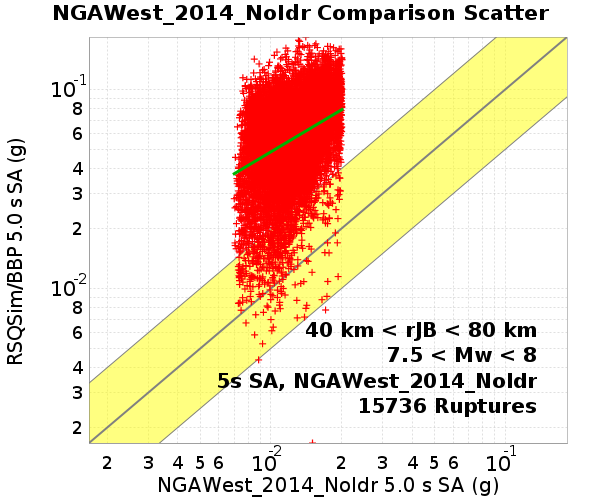 NGAWest_2014_NoIdr Comparison Scatter
RSQSim/BBP 5.0 s SA (g)
10-1
8
6
4
3
2
10-2
8
6
4
3
2
40 km < rJB < 80 km
7.5 < Mw < 8
5s SA, NGAWest_2014_NoIdr
15736 Ruptures
2 3 4 5 6 10-2 2 3 4 5 6 10-1
NGAWest_2014_NoIdr 5.0 s SA (g)